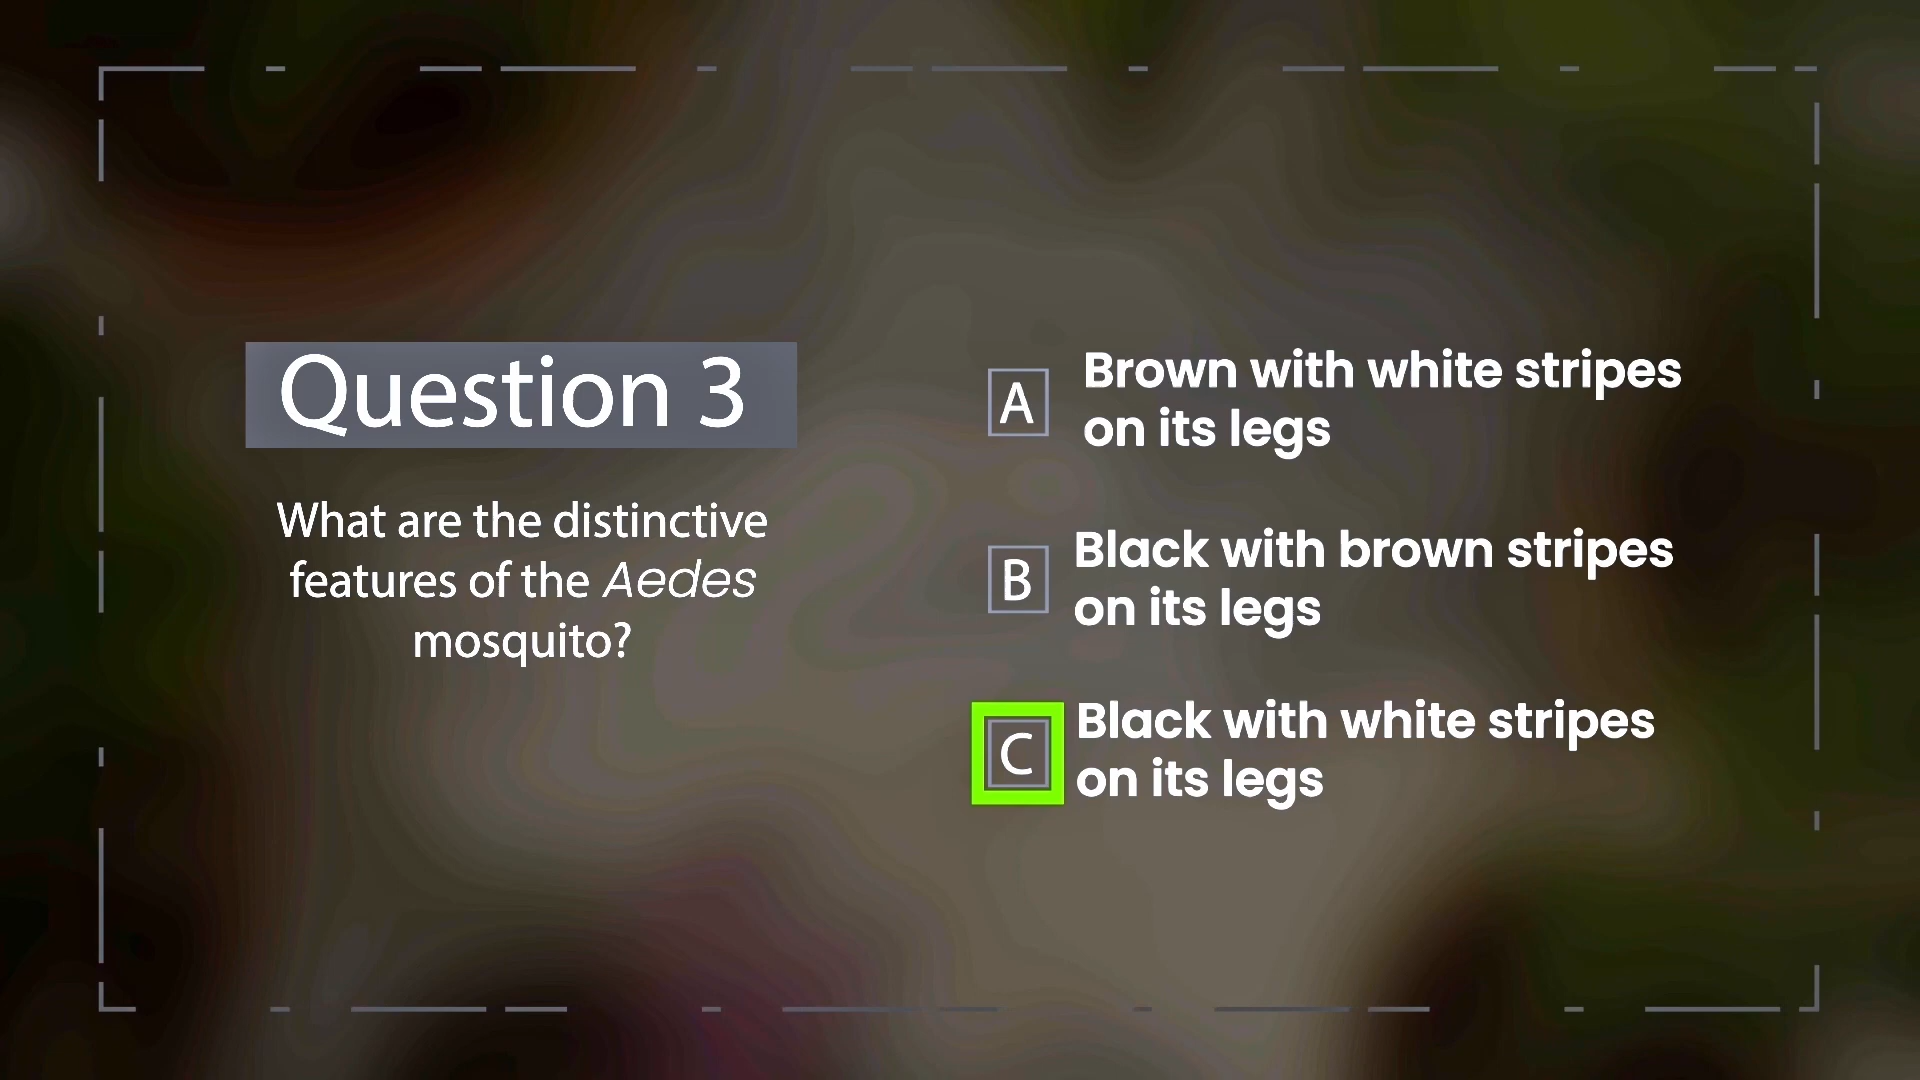 Question 3
What are the distinctive
features of the Aedes
mosquito?
A
Brown with white stripes
on its legs
B
Black with brown stripes
on its legs
C
Black with white stripes
on its legs